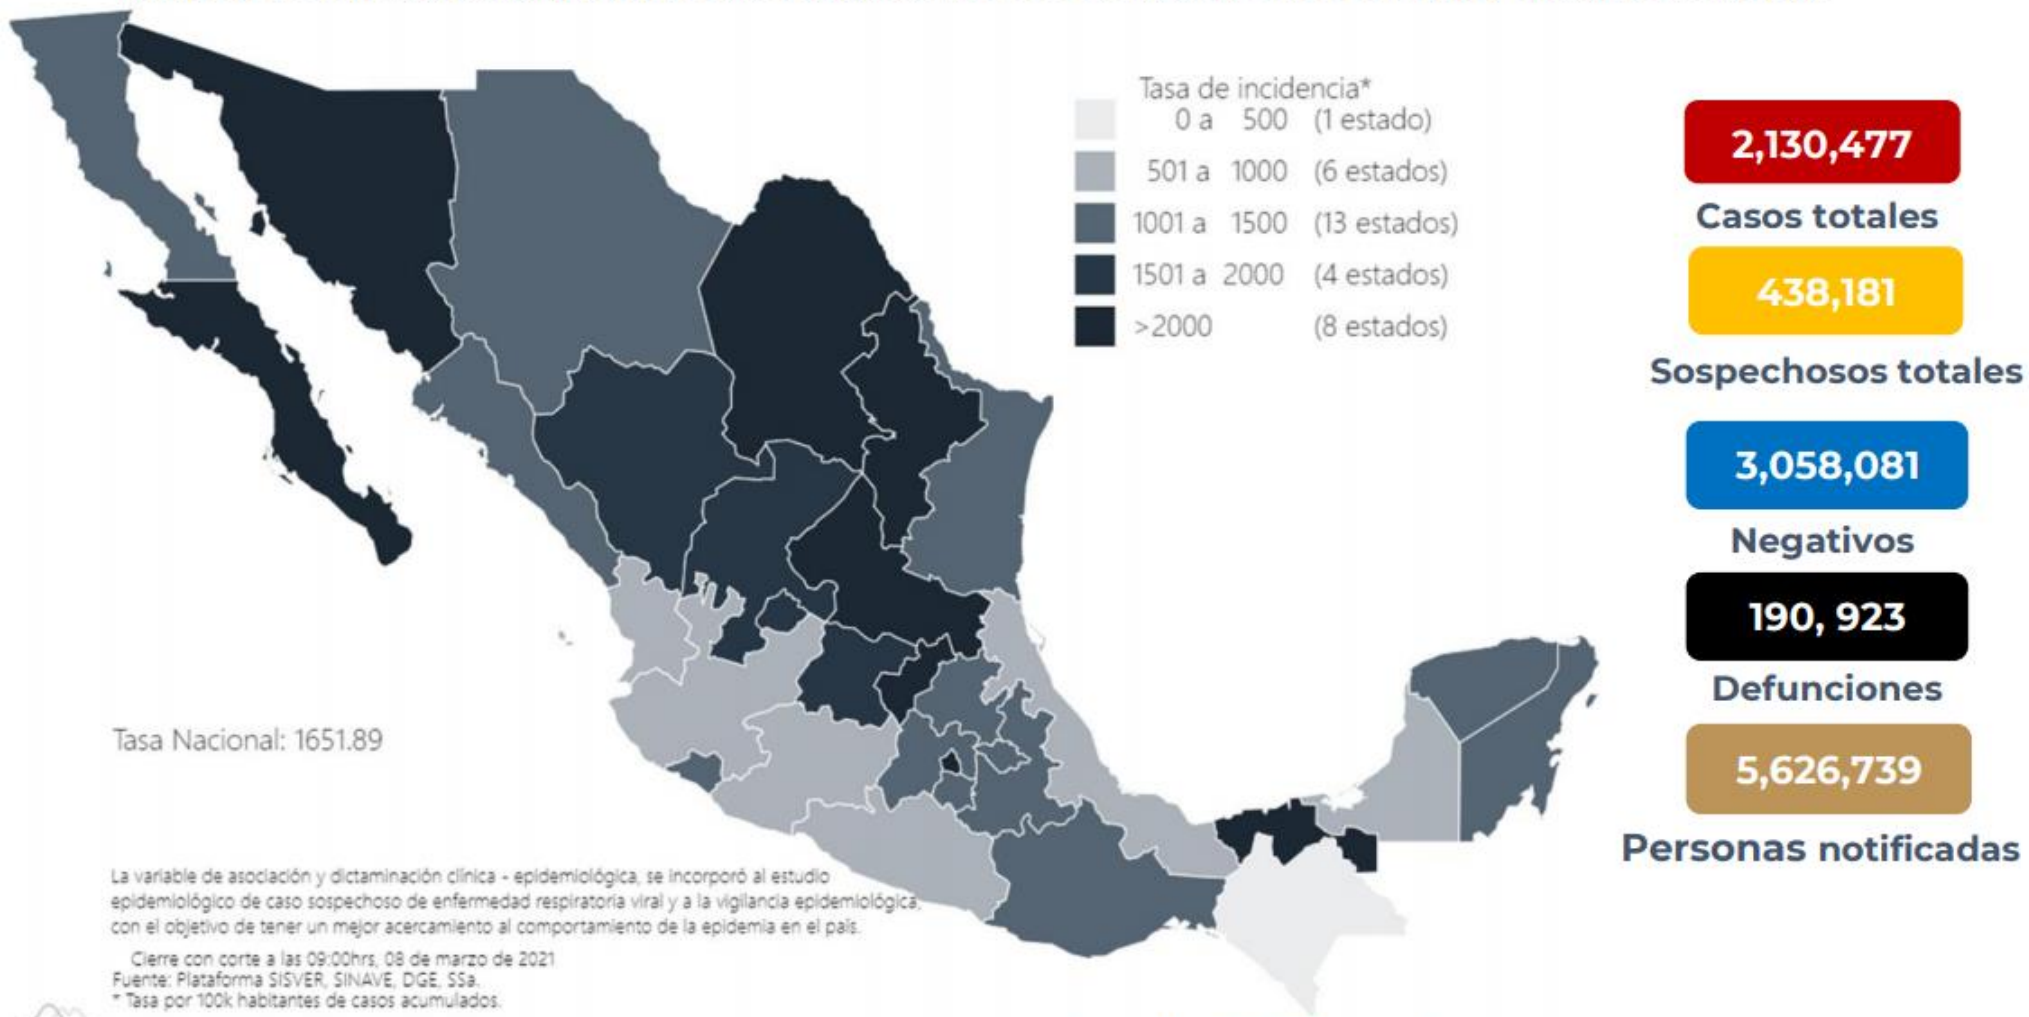 Tasa de incidencia*
0 a 500 (1 estado)
501 a 1000 (6 estados)
1001 a 1500 (13 estados)
1501 a 2000 (4 estados)
>2000 (8 estados)
2,130,477
Casos totales
438,181
Sospechosos totales
3,058,081
Negativos
190, 923
Defunciones
5,626,739
Personas notificadas
Tasa Nacional: 1651.89
La variable de asociación y dictaminación clínica - epidemiológica, se incorporó al estudio
epidemiológico de caso sospechoso de enfermedad respiratoria viral y a la vigilancia epidemiológica,
con el objetivo de tener un mejor acercamiento al comportamiento de la epidemia en el país.
Cierre con corte a las 09:00hrs, 08 de marzo de 2021
Fuente: Plataforma SISVER, SINAVE, DGE, SSa.
* Tasa por 100k habitantes de casos acumulados.